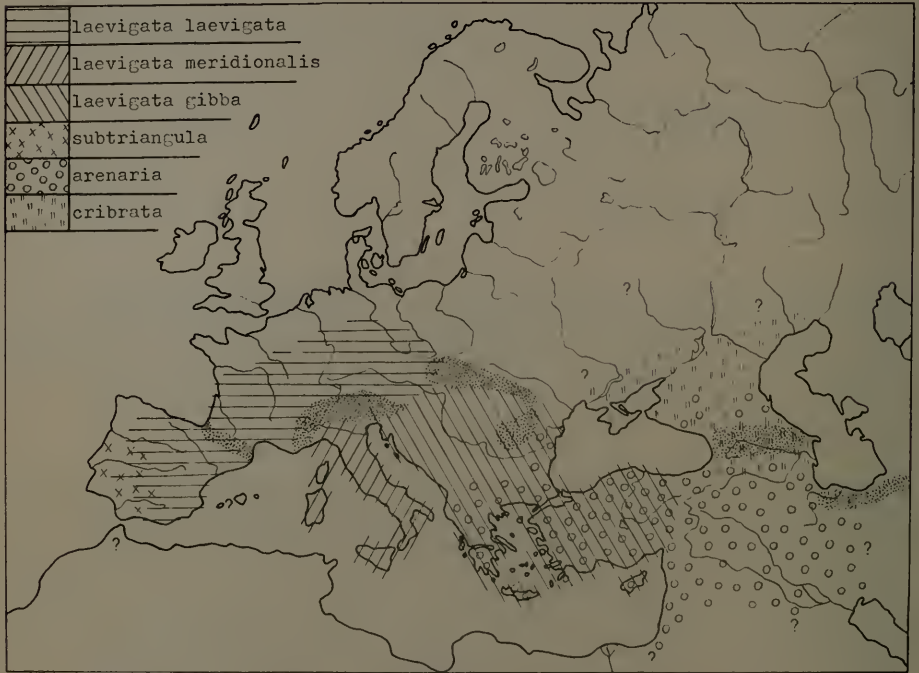 laevigata laevigata
laevigata meridionalis
laevigata gibba
subtriangula
arenaria
cribrata
?
?
?
?
?
?
?